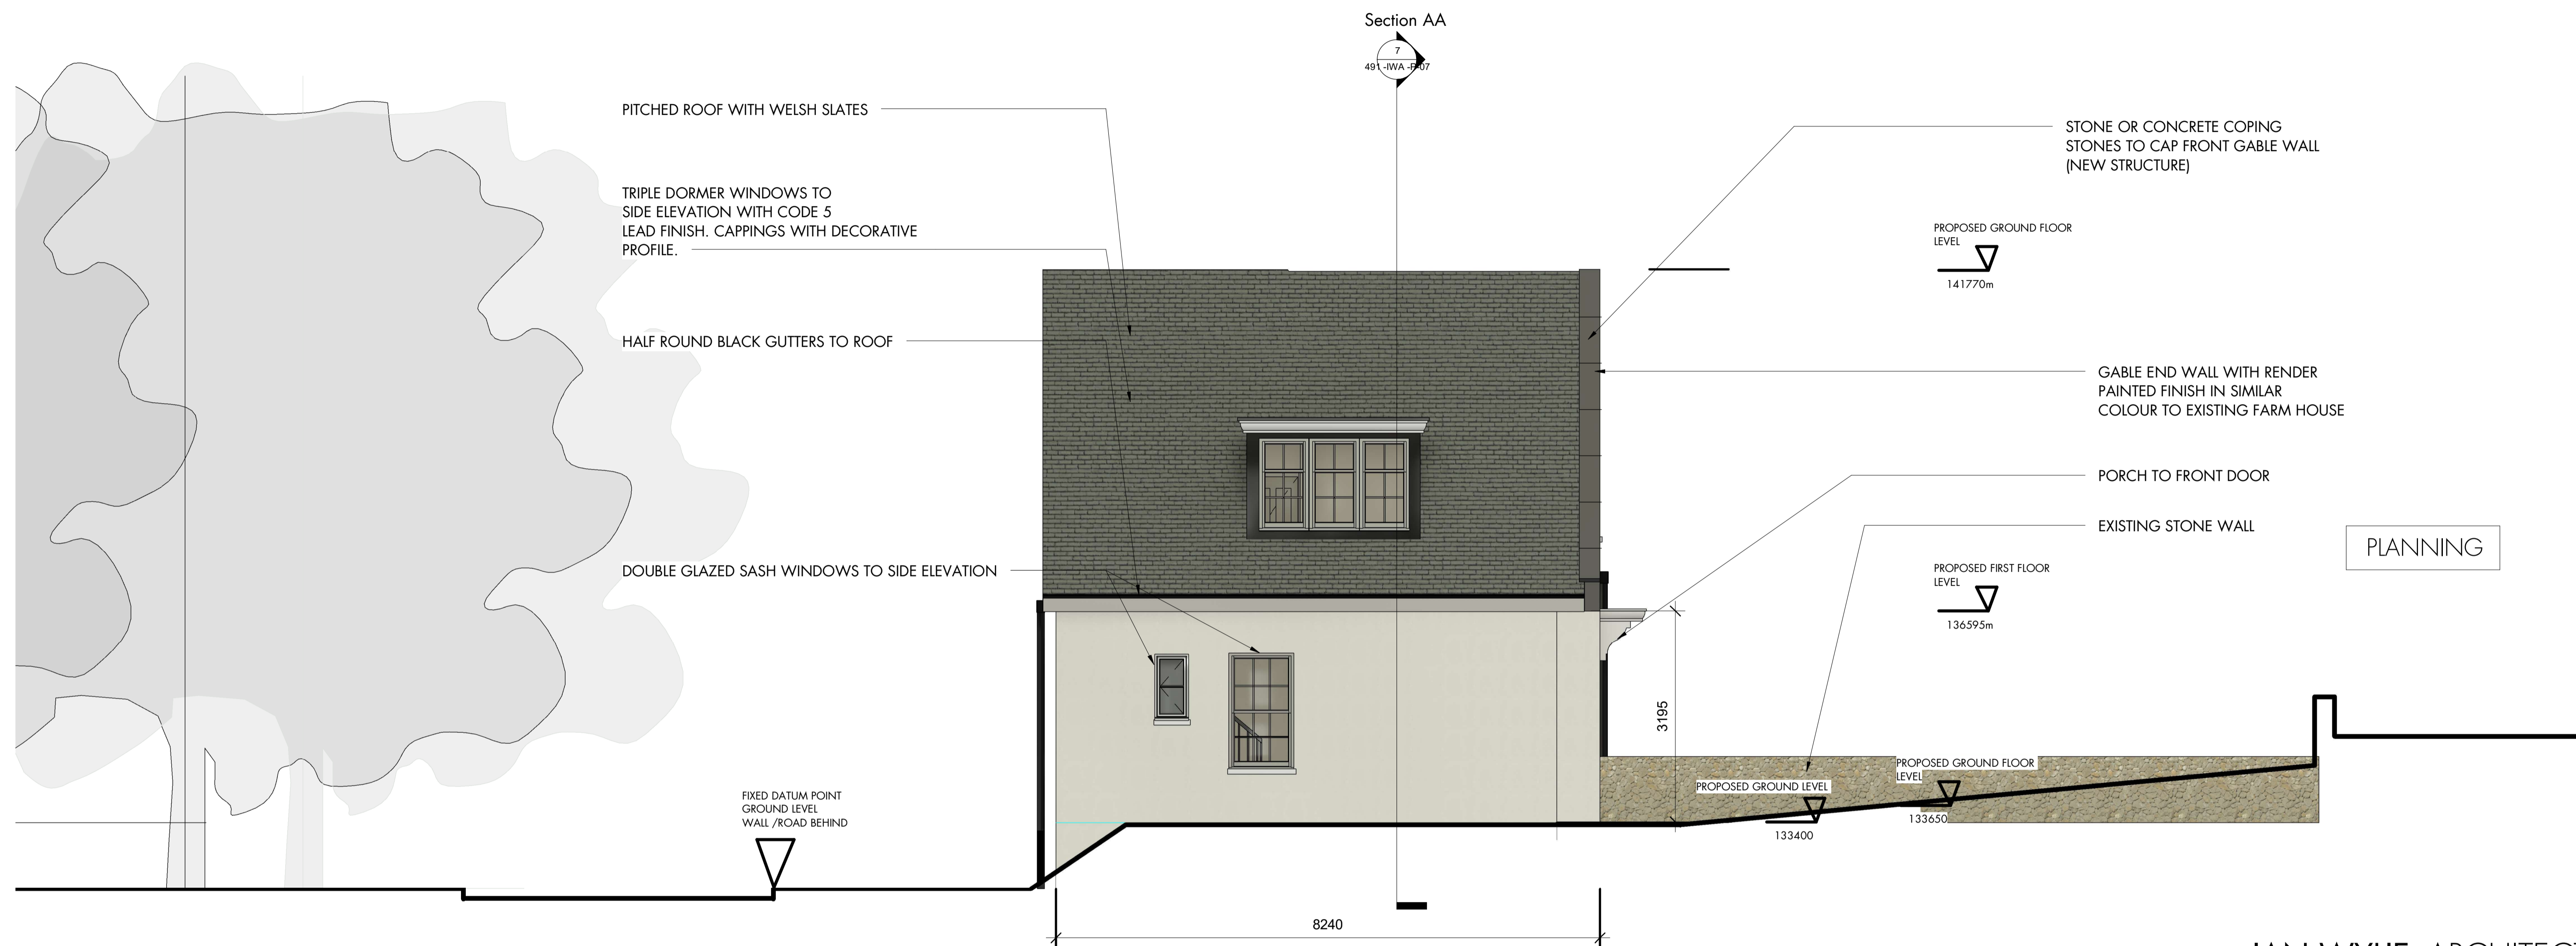 Section AA
7
491 -IWA -P-07
PITCHED ROOF WITH WELSH SLATES
TRIPLE DORMER WINDOWS TO
SIDE ELEVATION WITH CODE 5
LEAD FINISH. CAPPINGS WITH DECORATIVE
PROFILE.
HALF ROUND BLACK GUTTERS TO ROOF
DOUBLE GLAZED SASH WINDOWS TO SIDE ELEVATION
FIXED DATUM POINT
GROUND LEVEL
WALL /ROAD BEHIND
STONE OR CONCRETE COPING
STONES TO CAP FRONT GABLE WALL
(NEW STRUCTURE)
PROPOSED GROUND FLOOR
LEVEL
141770m
GABLE END WALL WITH RENDER
PAINTED FINISH IN SIMILAR
COLOUR TO EXISTING FARM HOUSE
PORCH TO FRONT DOOR
EXISTING STONE WALL
PLANNING
PROPOSED FIRST FLOOR
LEVEL
136595m
3195
PROPOSED GROUND FLOOR
LEVEL
133650
PROPOSED GROUND LEVEL
133400
8240